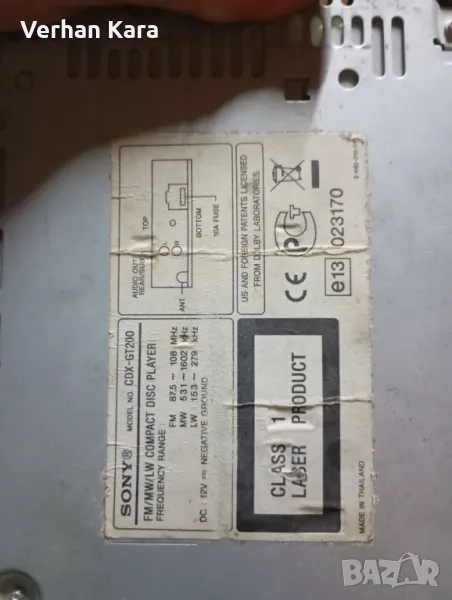 Verhan Kara
SONY® MODEL NO. CDX-GT200
FM/MW/LW COMPACT DISC PLAYER
FREQUENCY RANGE:
FM 87.5 – 108 MHz
MW 531 – 1602 kHz
LW 153 – 279 kHz
DC : 12V NEGATIVE GROUND
AUDIO OUT
REAR/SUB
TOP
L
R
BOTTOM
10A FUSE
ANT
US AND FOREIGN PATENTS LICENSED
FROM DOLBY LABORATORIES.
CE
e13 023170
CLASS 1
LASER PRODUCT
MADE IN THAILAND
BAZAR